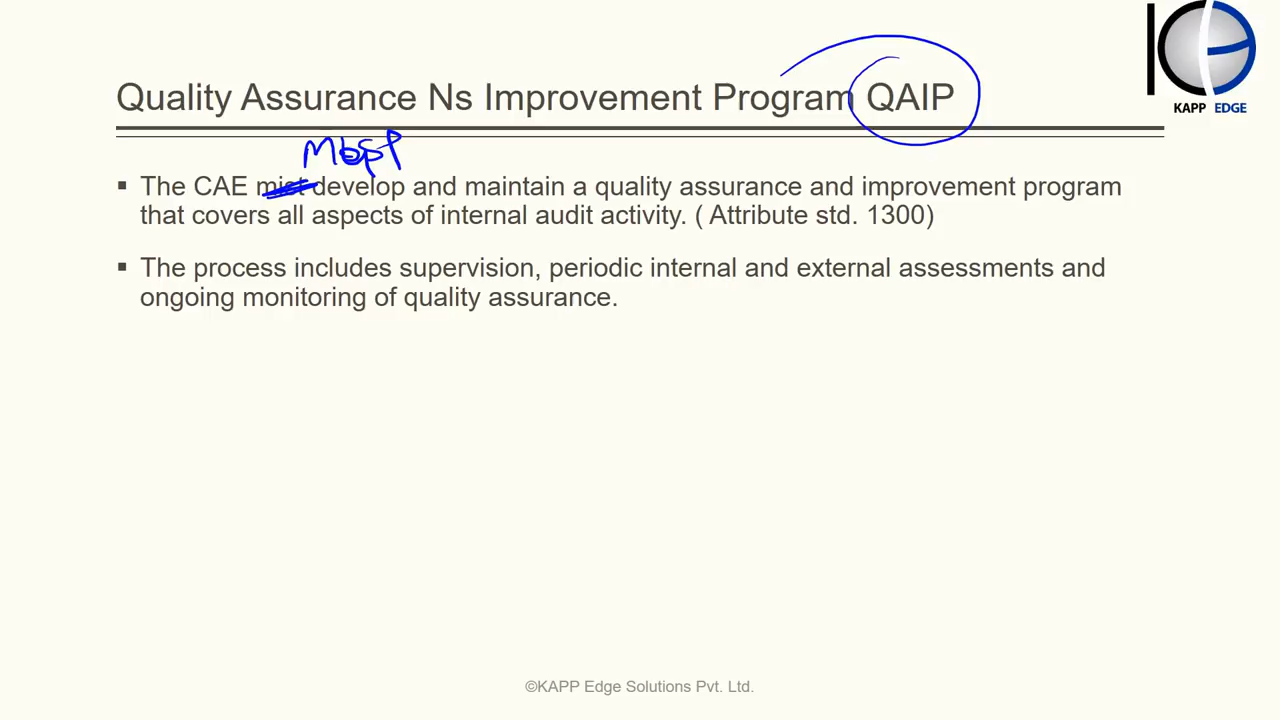 KAPP EDGE
Quality Assurance Ns Improvement Program QAIP
▪ The CAE mist develop and maintain a quality assurance and improvement program
that covers all aspects of internal audit activity. ( Attribute std. 1300)
▪ The process includes supervision, periodic internal and external assessments and
ongoing monitoring of quality assurance.
©KAPP Edge Solutions Pvt. Ltd.